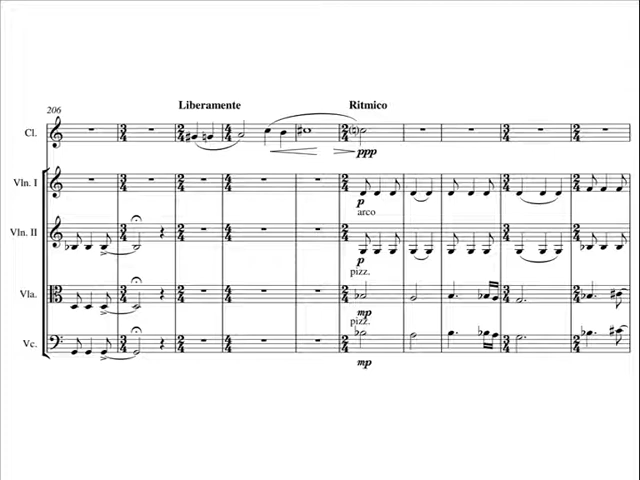 Liberamente Ritmico
206
Cl.
ppp
Vln. I
p
arco
Vln. II
p
pizz.
Vla.
mp
pizz.
Vc.
mp